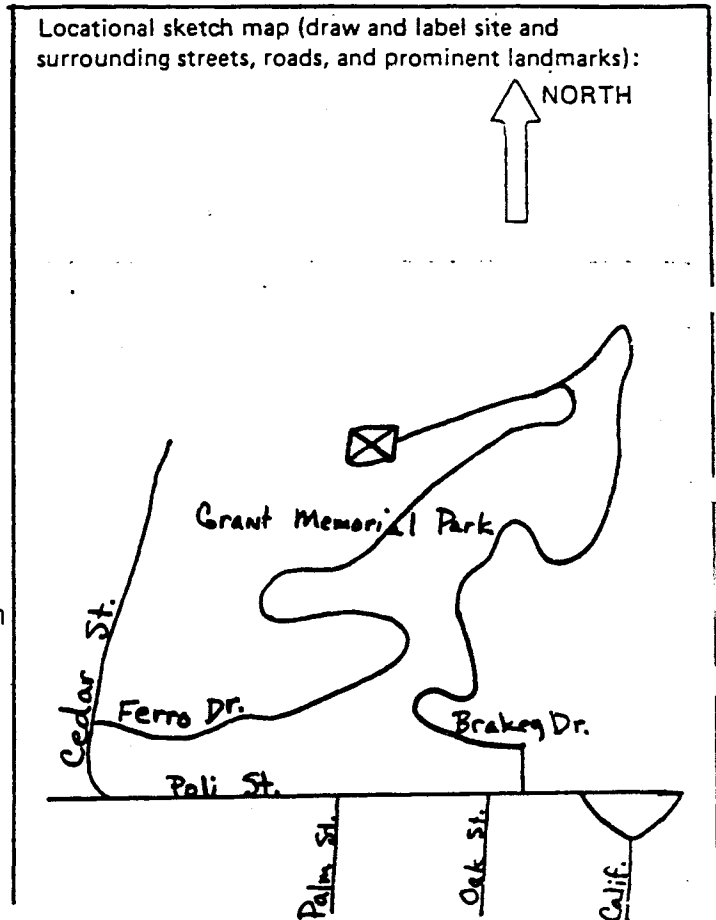 Locational sketch map (draw and label site and
surrounding streets, roads, and prominent landmarks):
NORTH
Grant Memorial Park
Cedar St.
Ferro Dr.
Brakey Dr.
Poli St.
Palm St.
Oak St.
Calif.